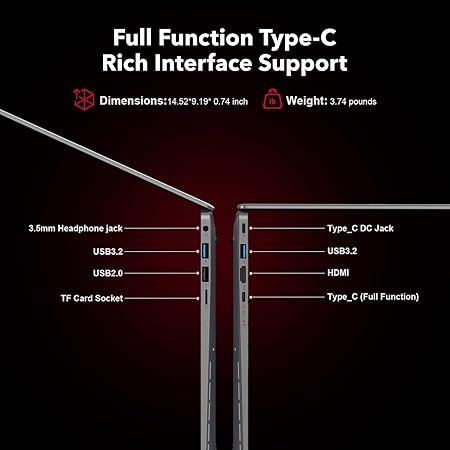 Full Function Type-C
Rich Interface Support
Dimensions:14.52*9.19* 0.74 inch
lb Weight: 3.74 pounds
3.5mm Headphone jack
USB3.2
USB2.0
TF Card Socket
Type_C DC Jack
USB3.2
HDMI
Type_C (Full Function)